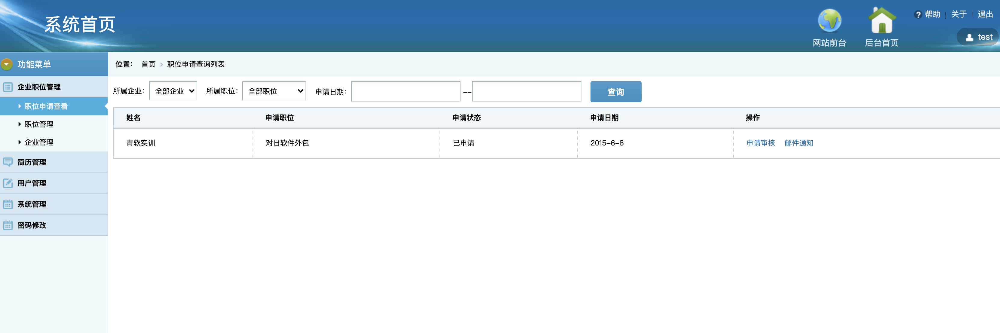 系统首页
网站前台
后台首页
帮助
关于
退出
test
功能菜单
企业职位管理
职位申请查看
职位管理
企业管理
简历管理
用户管理
系统管理
密码修改
位置： 首页 职位申请查询列表
所属企业： 全部企业 所属职位： 全部职位 申请日期： -- 查询
姓名 申请职位 申请状态 申请日期 操作
青软实训 对日软件外包 已申请 2015-6-8 申请审核 邮件通知